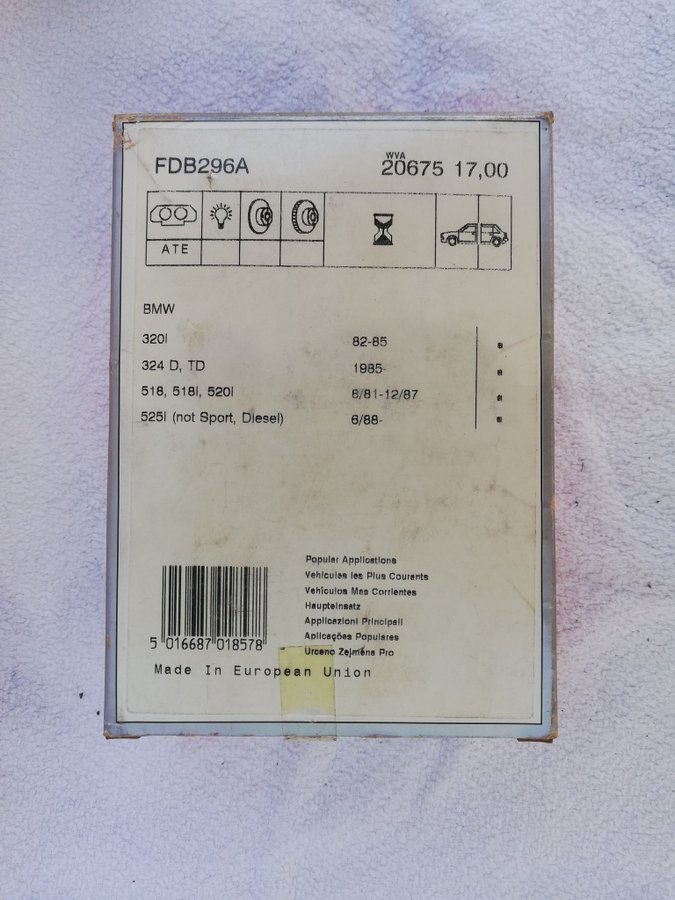 FDB296A
WVA
20675 17,00
ATE
BMW
320i 82-85
324 D, TD 1985-
518, 518i, 520i 8/81-12/87
525i (not Sport, Diesel) 6/88-
Popular Applications
Vehicules les Plus Courants
Vehiculos Mas Corrientes
Haupteinsatz
Applicazioni Principali
Aplicações Populares
Urceno Zejména Pro
5 016687 018578
Made In European Union